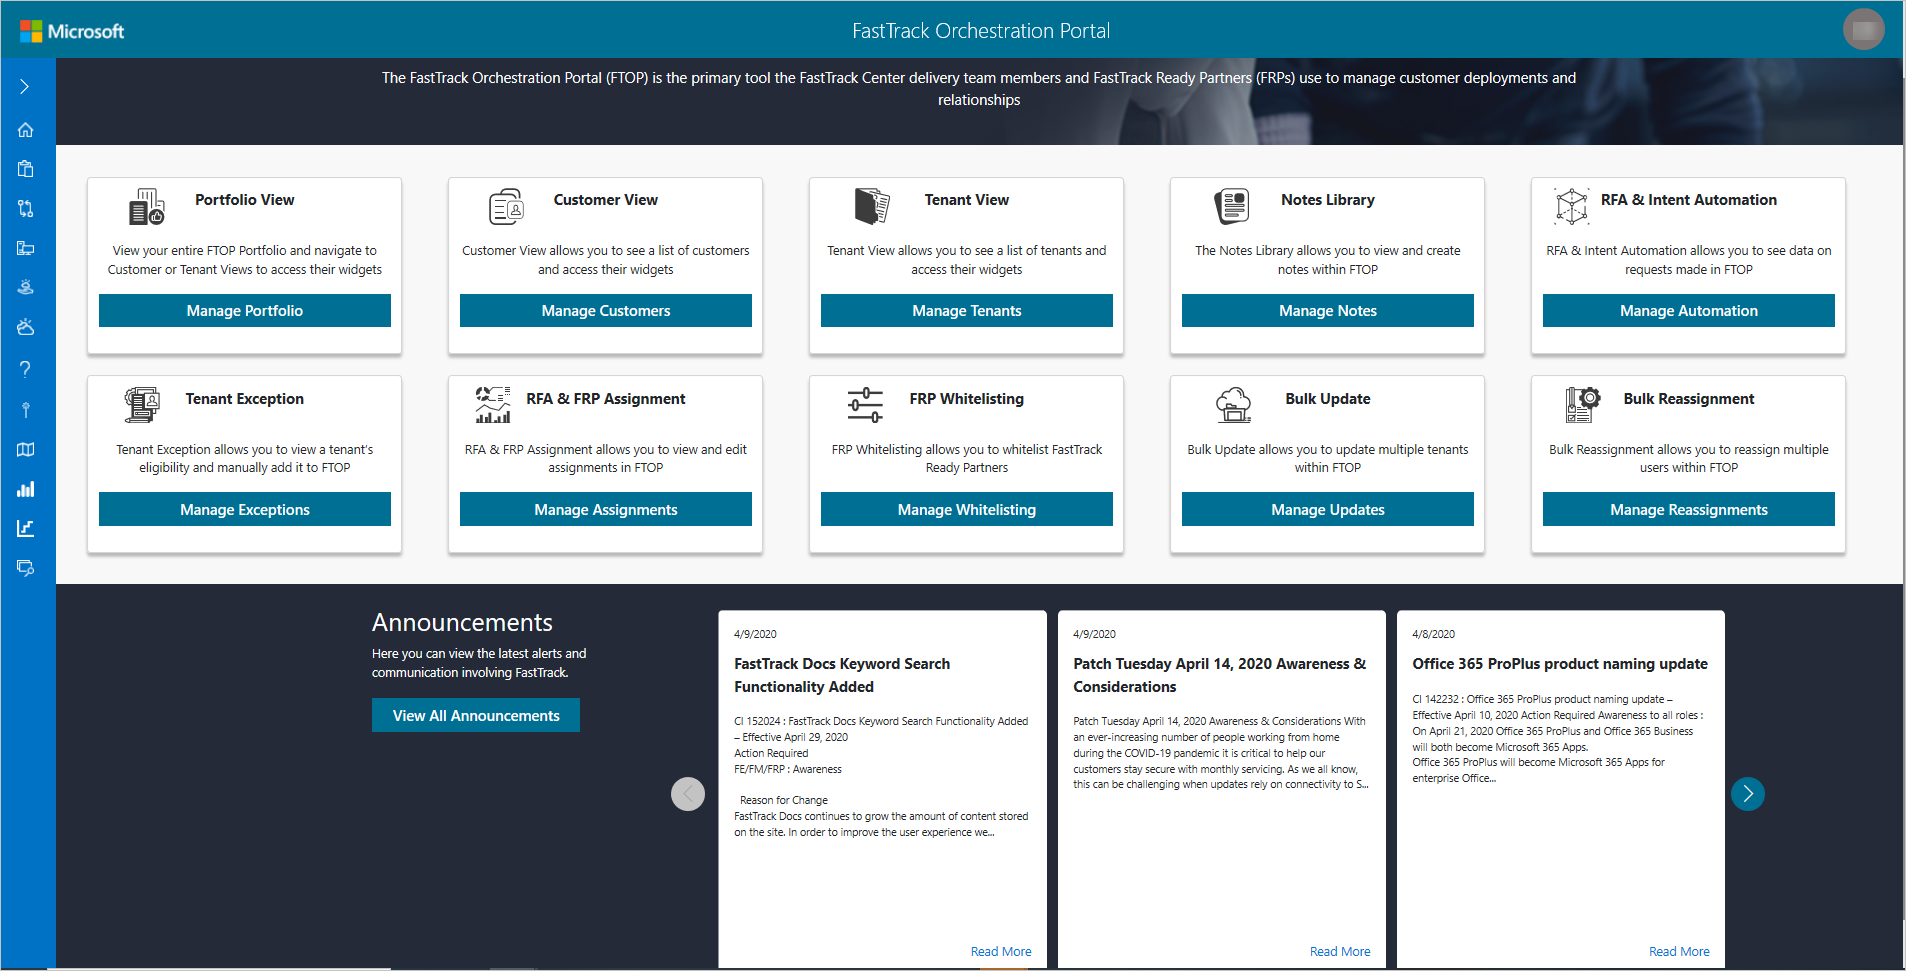 Microsoft
FastTrack Orchestration Portal
The FastTrack Orchestration Portal (FTOP) is the primary tool the FastTrack Center delivery team members and FastTrack Ready Partners (FRPs) use to manage customer deployments and
relationships
Portfolio View
View your entire FTOP Portfolio and navigate to
Customer or Tenant Views to access their widgets
Manage Portfolio
Customer View
Customer View allows you to see a list of customers
and access their widgets
Manage Customers
Tenant View
Tenant View allows you to see a list of tenants and
access their widgets
Manage Tenants
Notes Library
The Notes Library allows you to view and create
notes within FTOP
Manage Notes
RFA & Intent Automation
RFA & Intent Automation allows you to see data on
requests made in FTOP
Manage Automation
Tenant Exception
Tenant Exception allows you to view a tenant's
eligibility and manually add it to FTOP
Manage Exceptions
RFA & FRP Assignment
RFA & FRP Assignment allows you to view and edit
assignments in FTOP
Manage Assignments
FRP Whitelisting
FRP Whitelisting allows you to whitelist FastTrack
Ready Partners
Manage Whitelisting
Bulk Update
Bulk Update allows you to update multiple tenants
within FTOP
Manage Updates
Bulk Reassignment
Bulk Reassignment allows you to reassign multiple
users within FTOP
Manage Reassignments
Announcements
Here you can view the latest alerts and
communication involving FastTrack.
View All Announcements
4/9/2020
FastTrack Docs Keyword Search
Functionality Added
CI 152024 : FastTrack Docs Keyword Search Functionality Added
– Effective April 29, 2020
Action Required
FE/FM/FRP : Awareness
Reason for Change
FastTrack Docs continues to grow the amount of content stored
on the site. In order to improve the user experience we...
Read More
4/9/2020
Patch Tuesday April 14, 2020 Awareness &
Considerations
Patch Tuesday April 14, 2020 Awareness & Considerations With
an ever-increasing number of people working from home
during the COVID-19 pandemic it is critical to help our
customers stay secure with monthly servicing. As we all know,
this can be challenging when updates rely on connectivity to S...
Read More
4/8/2020
Office 365 ProPlus product naming update
CI 142232 : Office 365 ProPlus product naming update –
Effective April 10, 2020 Action Required Awareness to all roles :
On April 21, 2020 Office 365 ProPlus and Office 365 Business
will both become Microsoft 365 Apps.
Office 365 ProPlus will become Microsoft 365 Apps for
enterprise Office...
Read More